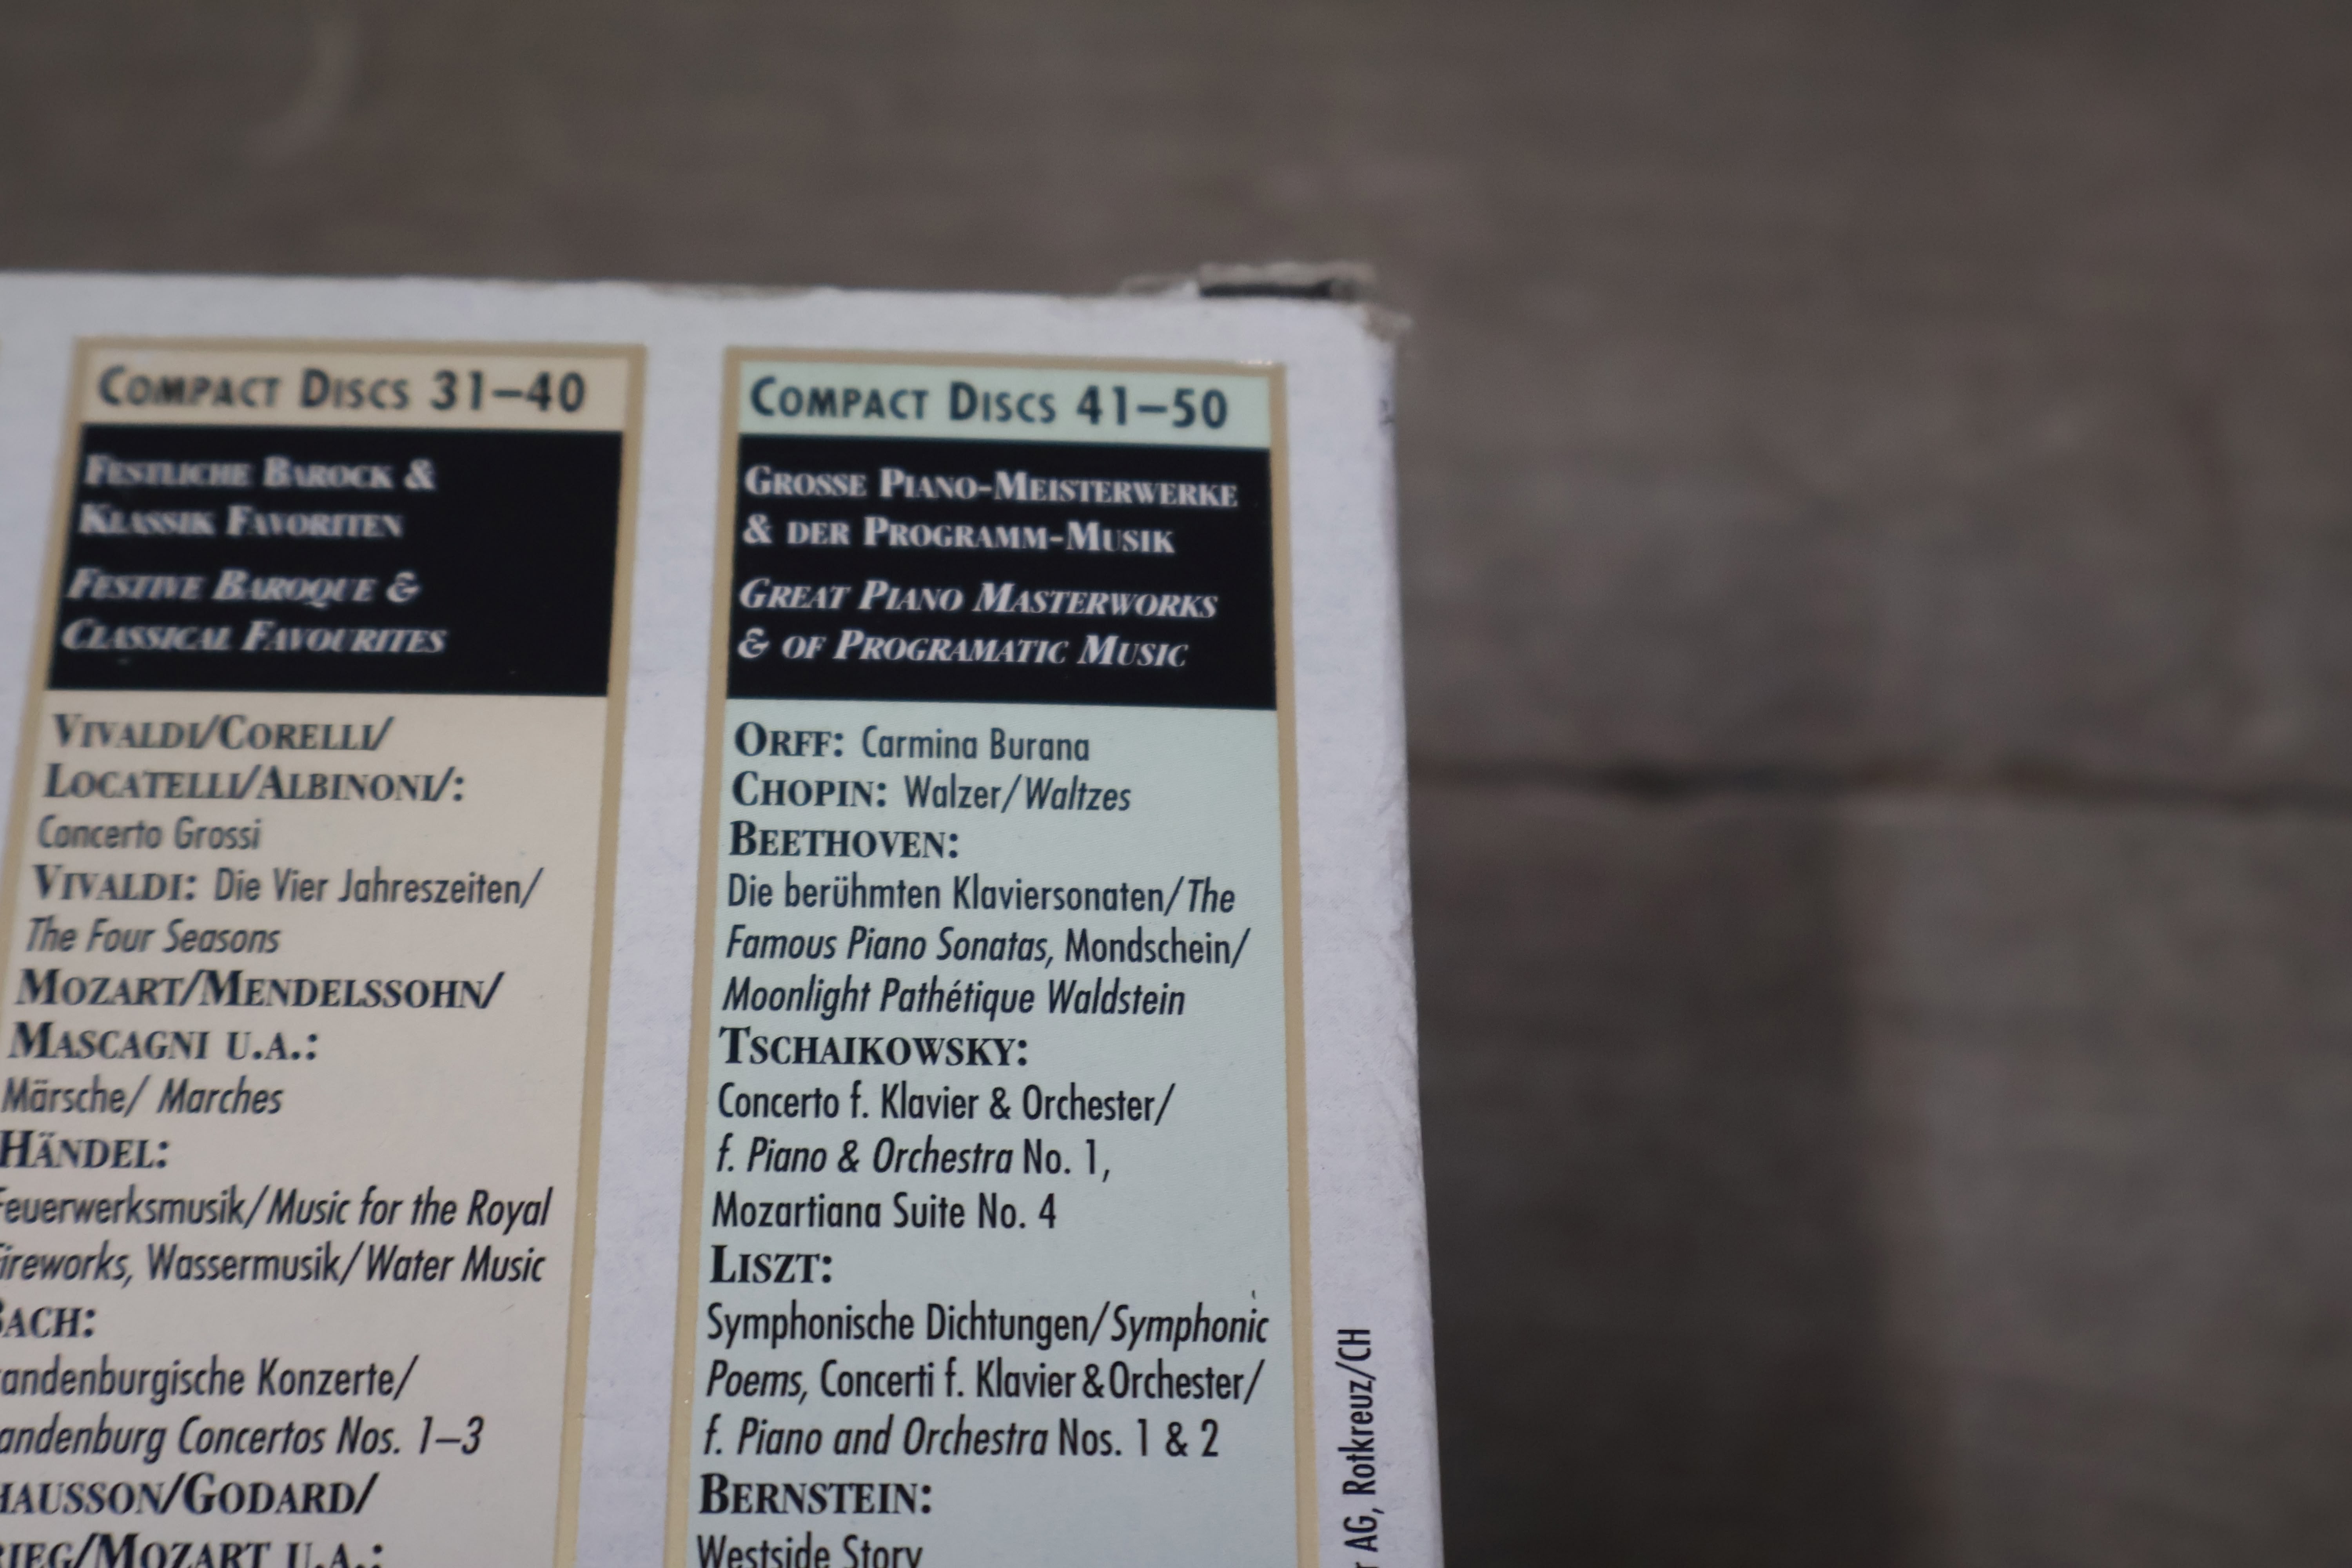 COMPACT DISCS 31–40
FESTLICHE BAROCK &
KLASSIK FAVORITEN
FESTIVE BAROQUE &
CLASSICAL FAVOURITES
VIVALDI/CORELLI/
LOCATELLI/ALBINONI/:
Concerto Grossi
VIVALDI: Die Vier Jahreszeiten/
The Four Seasons
MOZART/MENDELSSOHN/
MASCAGNI U.A.:
Märsche/ Marches
HÄNDEL:
Feuerwerksmusik/Music for the Royal
Fireworks, Wassermusik/Water Music
BACH:
andenburgische Konzerte/
andenburg Concertos Nos. 1–3
HAUSSON/GODARD/
RIEG/MOZART U.A.:
COMPACT DISCS 41–50
GROSSE PIANO-MEISTERWERKE
& DER PROGRAMM-MUSIK
GREAT PIANO MASTERWORKS
& OF PROGRAMATIC MUSIC
ORFF: Carmina Burana
CHOPIN: Walzer/Waltzes
BEETHOVEN:
Die berühmten Klaviersonaten/The
Famous Piano Sonatas, Mondschein/
Moonlight Pathétique Waldstein
TSCHAIKOWSKY:
Concerto f. Klavier & Orchester/
f. Piano & Orchestra No. 1,
Mozartiana Suite No. 4
LISZT:
Symphonische Dichtungen/Symphonic
Poems, Concerti f. Klavier & Orchester/
f. Piano and Orchestra Nos. 1 & 2
BERNSTEIN:
Westside Story
AG, Rotkreuz/CH